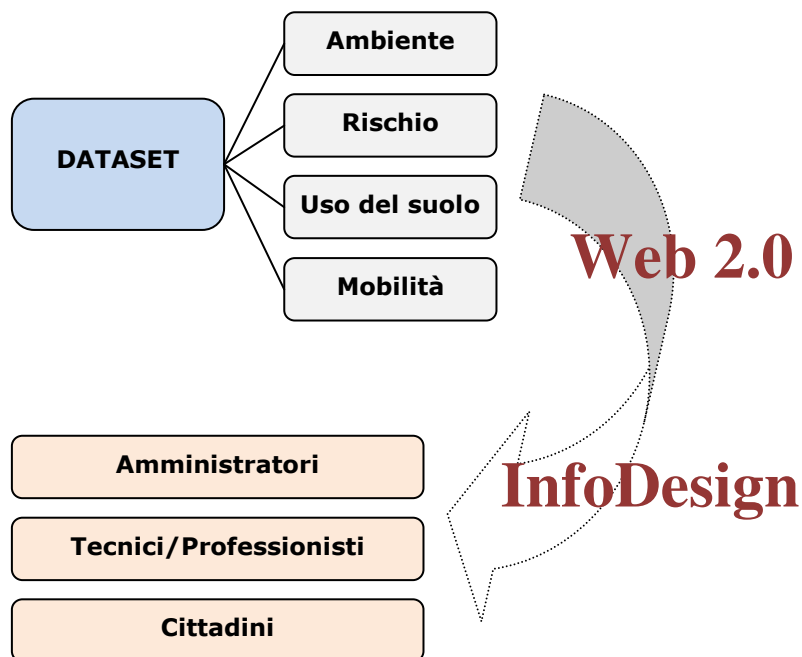 Ambiente
DATASET
Rischio
Uso del suolo
Mobilità
Web 2.0
InfoDesign
Amministratori
Tecnici/Professionisti
Cittadini